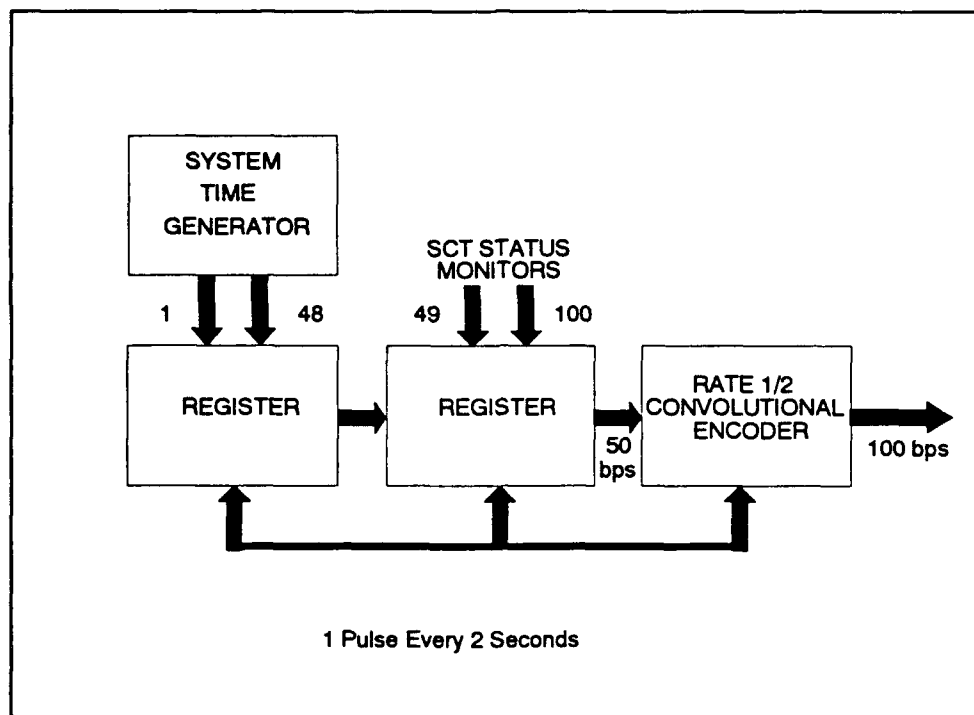 SYSTEM
TIME
GENERATOR
SCT STATUS
MONITORS
1
48
49
100
REGISTER
REGISTER
RATE 1/2
CONVOLUTIONAL
ENCODER
50
bps
100 bps
1 Pulse Every 2 Seconds